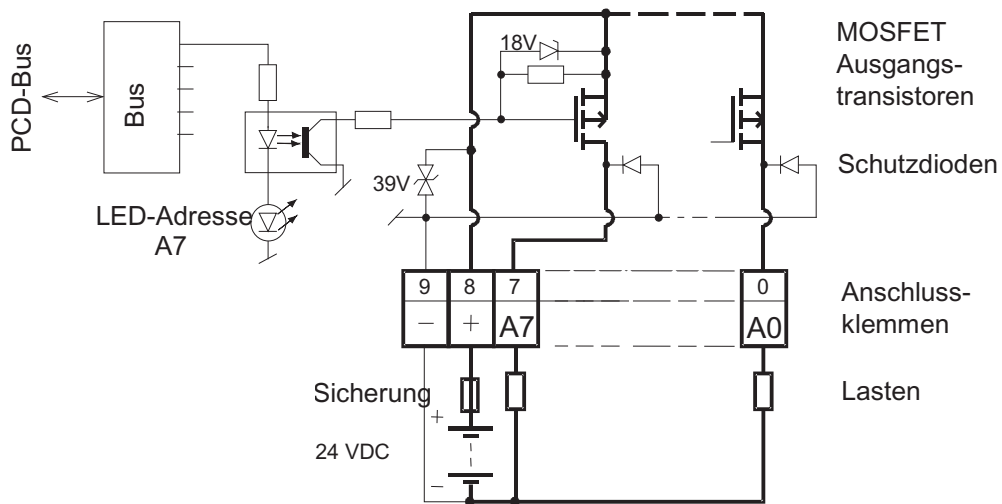 PCD-Bus
Bus
18V
MOSFET
Ausgangs-
transistoren
39V
Schutzdioden
LED-Adresse
A7
9 8 7 0
– + A7 A0
Anschluss-
klemmen
Sicherung
+
24 VDC
–
Lasten